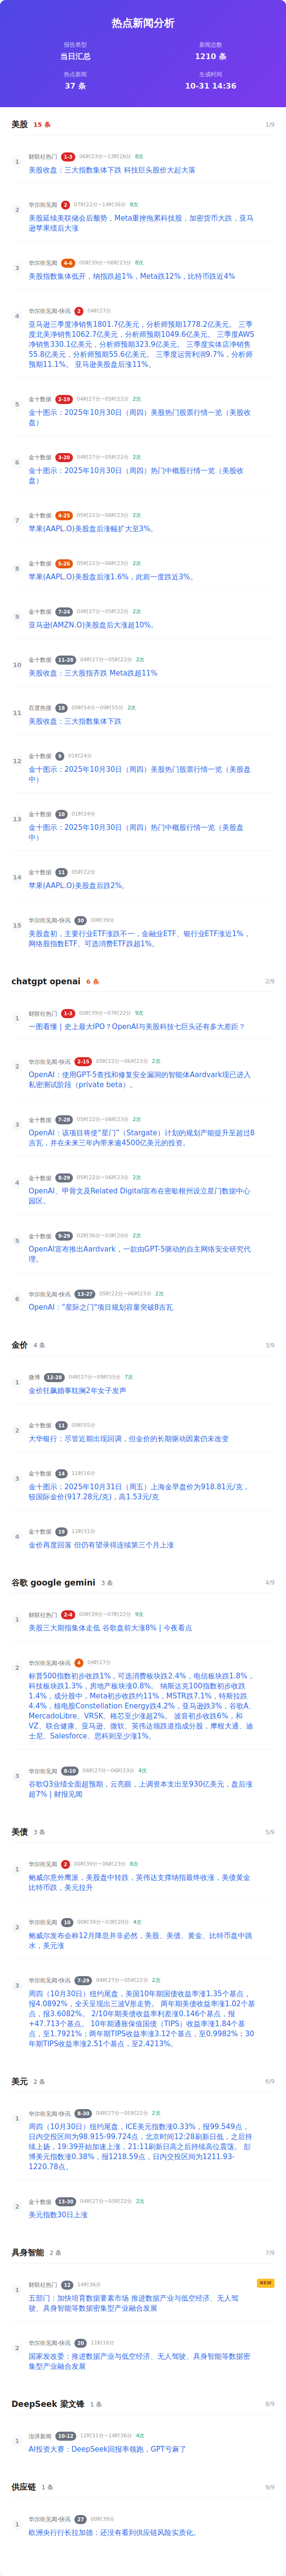 热点新闻分析
报告类型
当日汇总
新闻总数
1210 条
热点新闻
37 条
生成时间
10-31 14:36
美股 15 条 1/9
1
财联社热门 1-3 06时23分~13时26分 8次
美股收盘：三大指数集体下跌 科技巨头股价大起大落
2
华尔街见闻 2 07时22分~14时36分 8次
美股延续美联储会后颓势，Meta重挫拖累科技股，加密货币大跌，亚马
逊苹果绩后大涨
3
华尔街见闻 4-6 00时39分~06时23分 8次
美股指数集体低开，纳指跌超1%，Meta跌12%，比特币跌近4%
4
华尔街见闻-快讯 2 04时27分
亚马逊三季度净销售1801.7亿美元，分析师预期1778.2亿美元。 三季
度北美净销售1062.7亿美元，分析师预期1049.6亿美元。 三季度AWS
净销售330.1亿美元，分析师预期323.9亿美元。 三季度实体店净销售
55.8亿美元，分析师预期55.6亿美元。 三季度运营利润9.7%，分析师
预期11.1%。 亚马逊美股盘后涨11%。
5
金十数据 2-19 04时27分~05时22分 2次
金十图示：2025年10月30日（周四）美股热门股票行情一览（美股收
盘）
6
金十数据 3-20 04时27分~05时22分 2次
金十图示：2025年10月30日（周四）热门中概股行情一览（美股收
盘）
7
金十数据 4-25 05时22分~06时23分 2次
苹果(AAPL.O)美股盘后涨幅扩大至3%。
8
金十数据 5-26 05时22分~06时23分 2次
苹果(AAPL.O)美股盘后涨1.6%，此前一度跌近3%。
9
金十数据 7-24 04时27分~05时22分 2次
亚马逊(AMZN.O)美股盘后大涨超10%。
10
金十数据 11-28 04时27分~05时22分 2次
美股收盘：三大股指齐跌 Meta跌超11%
11
百度热搜 18 09时54分~09时55分 2次
美股收盘：三大指数集体下跌
12
金十数据 9 01时24分
金十图示：2025年10月30日（周四）美股热门股票行情一览（美股盘
中）
13
金十数据 10 01时24分
金十图示：2025年10月30日（周四）热门中概股行情一览（美股盘
中）
14
金十数据 11 05时22分
苹果(AAPL.O)美股盘后跌2%。
15
华尔街见闻-快讯 30 00时39分
美股盘初，主要行业ETF涨跌不一，金融业ETF、银行业ETF涨近1%，
网络股指数ETF、可选消费ETF跌超1%。
chatgpt openai 6 条 2/9
1
财联社热门 1-3 00时39分~07时22分 9次
一图看懂 | 史上最大IPO？OpenAI与美股科技七巨头还有多大差距？
2
华尔街见闻-快讯 2-15 05时22分~06时23分 2次
OpenAI：使用GPT-5查找和修复安全漏洞的智能体Aardvark现已进入
私密测试阶段（private beta）。
3
金十数据 7-28 05时22分~06时23分 2次
OpenAI：该项目将使“星门”（Stargate）计划的规划产能提升至超过8
吉瓦，并在未来三年内带来逾4500亿美元的投资。
4
华尔街见闻-快讯 8-29 05时22分~06时23分 2次
OpenAI、甲骨文及Related Digital宣布在密歇根州设立星门数据中心
园区。
5
金十数据 9-29 02时36分~03时20分 2次
OpenAI宣布推出Aardvark，一款由GPT-5驱动的自主网络安全研究代
理。
6
华尔街见闻-快讯 13-27 05时22分~06时23分 2次
OpenAI：“星际之门”项目规划容量突破8吉瓦
金价 4 条 3/9
1
微博 12-28 04时27分~09时55分 7次
金价狂飙婚事耽搁2年女子发声
2
金十数据 11 09时55分
大华银行：尽管近期出现回调，但金价的长期驱动因素仍未改变
3
金十数据 14 11时16分
金十图示：2025年10月31日（周五）上海金早盘价为918.81元/克，
较国际金价(917.28元/克)，高1.53元/克
4
金十数据 19 12时31分
金价再度回落 但仍有望录得连续第三个月上涨
谷歌 google gemini 3 条 4/9
1
财联社热门 2-4 00时39分~07时22分 9次
美股三大期指集体走低 谷歌盘前大涨8% | 今夜看点
2
华尔街见闻-快讯 4 04时27分
标普500指数初步收跌1%，可选消费板块跌2.4%，电信板块跌1.8%，
科技板块跌1.3%，房地产板块涨0.8%。 纳斯达克100指数初步收跌
1.4%，成分股中，Meta初步收跌约11%，MSTR跌7.1%，特斯拉跌
4.4%，核电股Constellation Energy跌4.2%，亚马逊跌3%，谷歌A、
MercadoLibre、VRSK、格芯至少涨超2%。 波音初步收跌6%，和
VZ、联合健康、亚马逊、微软、英伟达领跌道指成分股，摩根大通、迪
士尼、Salesforce、思科则至少涨1%。
3
华尔街见闻 8-10 04时27分~06时23分 4次
谷歌Q3业绩全面超预期，云亮眼，上调资本支出至930亿美元，盘后涨
超7% | 财报见闻
美债 3 条 5/9
1
华尔街见闻 2 00时39分~06时23分 8次
鲍威尔意外鹰派，美股盘中转跌，英伟达支撑纳指最终收涨，美债黄金
比特币跌，美元拉升
2
华尔街见闻 10 00时39分~03时20分 4次
鲍威尔发布会称12月降息并非必然，美股、美债、黄金、比特币盘中跳
水，美元涨
3
华尔街见闻-快讯 7-29 04时27分~05时22分 2次
周四（10月30日）纽约尾盘，美国10年期国债收益率涨1.35个基点，
报4.0892%，全天呈现出三波V形走势。 两年期美债收益率涨1.02个基
点，报3.6082%。 2/10年期美债收益率利差涨0.146个基点，报
+47.713个基点。 10年期通胀保值国债（TIPS）收益率涨1.84个基
点，至1.7921%；两年期TIPS收益率涨3.12个基点，至0.9982%；30
年期TIPS收益率涨2.51个基点，至2.4213%。
美元 2 条 6/9
1
华尔街见闻-快讯 8-30 04时27分~05时22分 2次
周四（10月30日）纽约尾盘，ICE美元指数涨0.33%，报99.549点，
日内交投区间为98.915-99.724点，北京时间12:28刷新日低，之后持
续上扬，19:39开始加速上涨，21:11刷新日高之后持续高位震荡。 彭
博美元指数涨0.38%，报1218.59点，日内交投区间为1211.93-
1220.78点。
2
金十数据 13-30 04时27分~05时22分 2次
美元指数30日上涨
具身智能 2 条 7/9
1
财联社热门 12 14时36分 NEW
五部门：加快培育数据要素市场 推进数据产业与低空经济、无人驾
驶、具身智能等数据密集型产业融合发展
2
华尔街见闻-快讯 20 11时16分
国家发改委：推进数据产业与低空经济、无人驾驶、具身智能等数据密
集型产业融合发展
DeepSeek 梁文锋 1 条 8/9
1
澎湃新闻 10-12 12时31分~14时36分 4次
AI投资大赛：DeepSeek回报率领跑，GPT亏麻了
供应链 1 条 9/9
1
华尔街见闻-快讯 27 00时39分
欧洲央行行长拉加德：还没有看到供应链风险实质化。